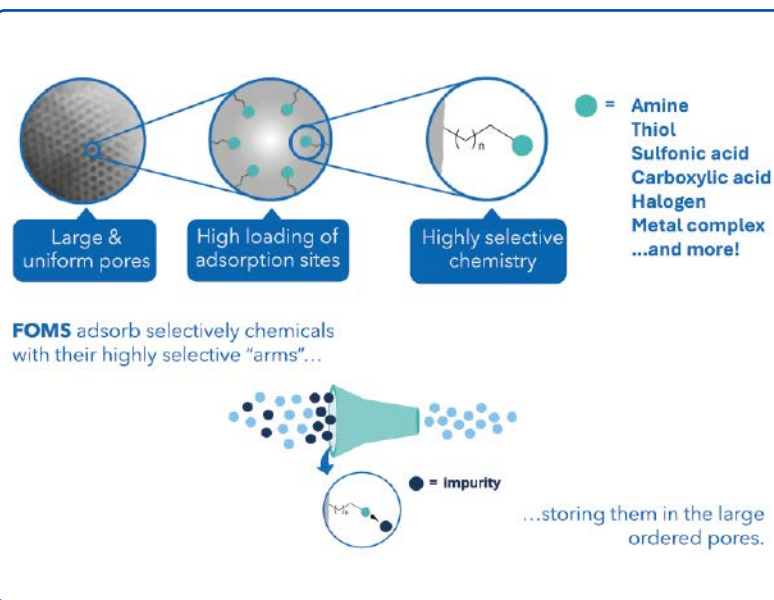 = Amine
Thiol
Sulfonic acid
Carboxylic acid
Halogen
Metal complex
...and more!
n
Large &
uniform pores
High loading of
adsorption sites
Highly selective
chemistry
FOMS adsorb selectively chemicals
with their highly selective “arms”...
= impurity
n
...storing them in the large
ordered pores.